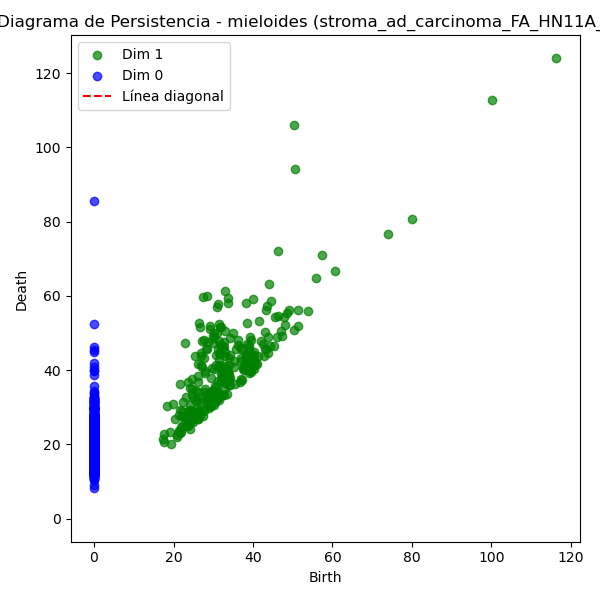 Diagrama de Persistencia - mieloides (stroma_ad_carcinoma_FA_HN11A_
Dim 1
Dim 0
Línea diagonal
120
100
80
60
40
20
0
Death
0 20 40 60 80 100 120
Birth